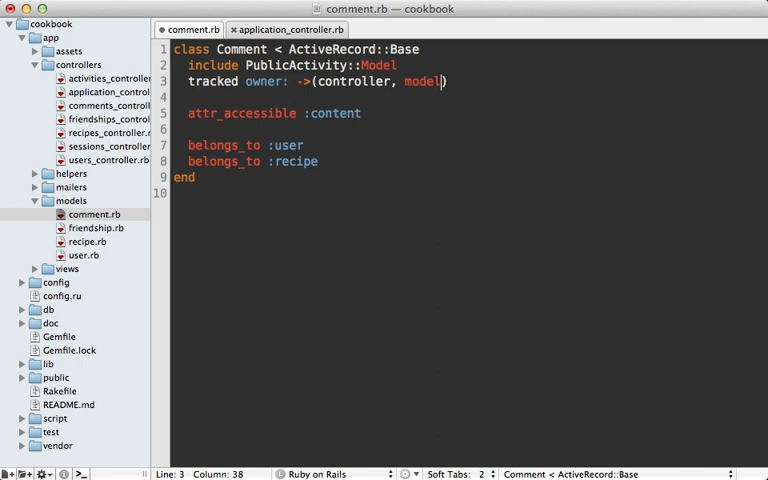 comment.rb — cookbook
cookbook
app
assets
controllers
activities_controller
application_control
comments_control
friendships_control
recipes_controller.r
sessions_controller
users_controller.rb
helpers
mailers
models
comment.rb
friendship.rb
recipe.rb
user.rb
views
config
config.ru
db
doc
Gemfile
Gemfile.lock
lib
public
Rakefile
README.md
script
test
vendor
comment.rb
application_controller.rb
1 class Comment < ActiveRecord::Base
2 include PublicActivity::Model
3 tracked owner: ->(controller, model)
4
5 attr_accessible :content
6
7 belongs_to :user
8 belongs_to :recipe
9 end
10
Line: 3 Column: 38 Ruby on Rails Soft Tabs: 2 Comment < ActiveRecord::Base